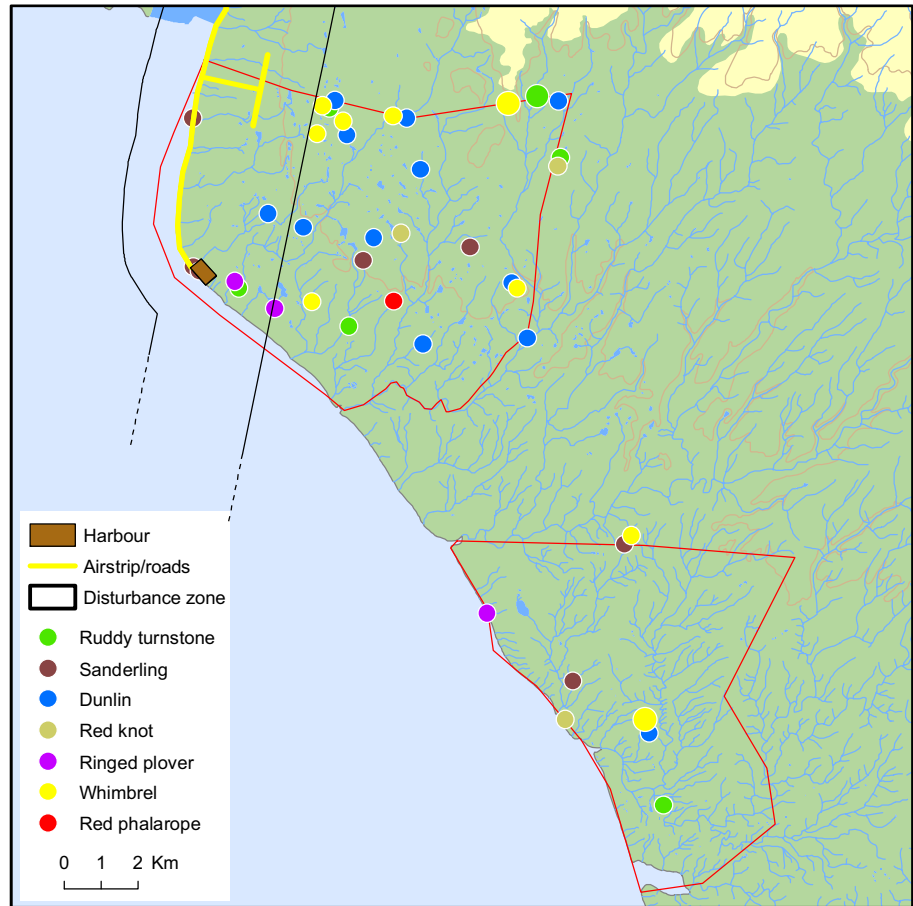 Harbour
Airstrip/roads
Disturbance zone
Ruddy turnstone
Sanderling
Dunlin
Red knot
Ringed plover
Whimbrel
Red phalarope
0 1 2 Km